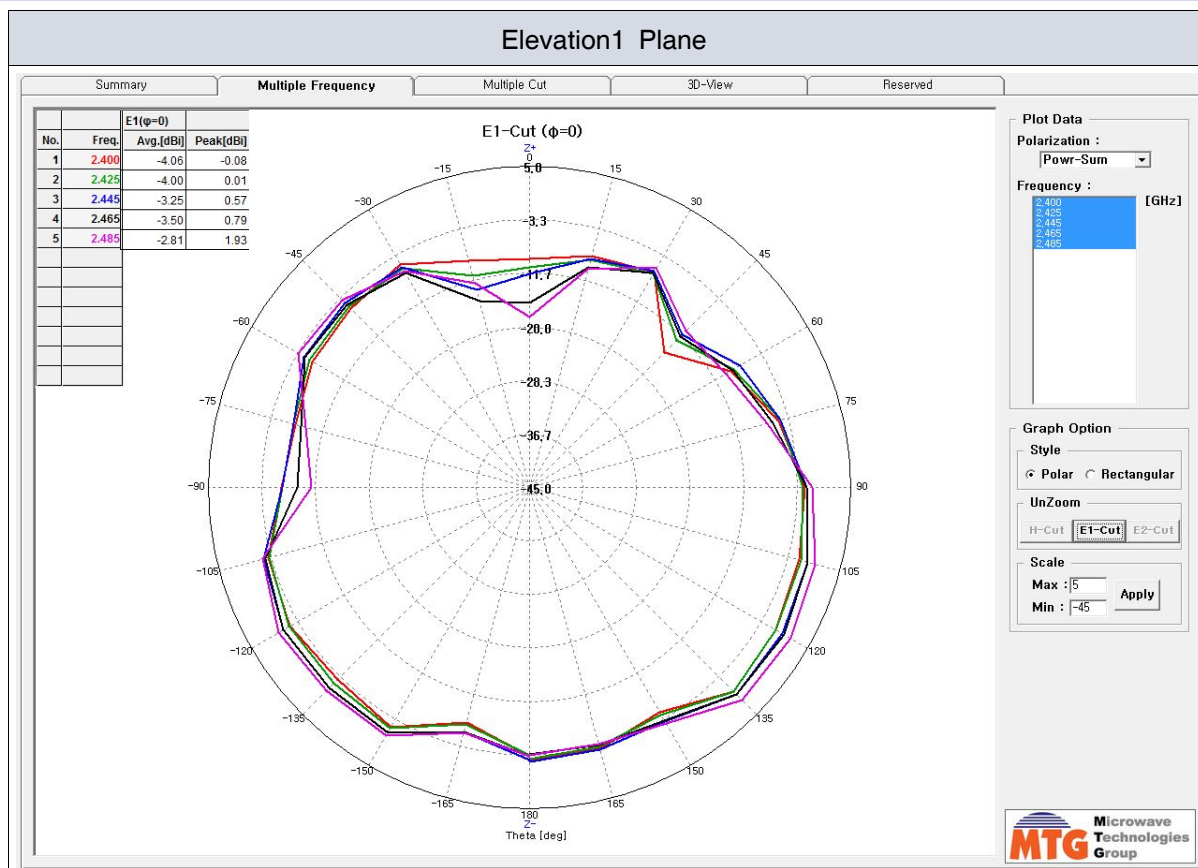 Elevation1 Plane
Summary
Multiple Frequency
Multiple Cut
3D-View
Reserved
E1(φ=0)
No. Freq. Avg.[dBi] Peak[dBi]
1 2.400 -4.06 -0.08
2 2.425 -4.00 0.01
3 2.445 -3.25 0.57
4 2.465 -3.50 0.79
5 2.485 -2.81 1.93
E1-Cut (ϕ=0)
Z+
0
5,0
-3,3
-11,7
-20,0
-28,3
-36,7
-45,0
15
30
45
60
75
90
105
120
135
150
165
180
-165
-150
-135
-120
-105
-90
-75
-60
-45
-30
-15
Z-
Theta [deg]
Plot Data
Polarization :
Powr-Sum
Frequency :
[GHz]
2,400
2,425
2,445
2,465
2,485
Graph Option
Style
Polar Rectangular
UnZoom
H-Cut E1-Cut E2-Cut
Scale
Max : 5
Min : -45
Apply
MTG
Microwave
Technologies
Group